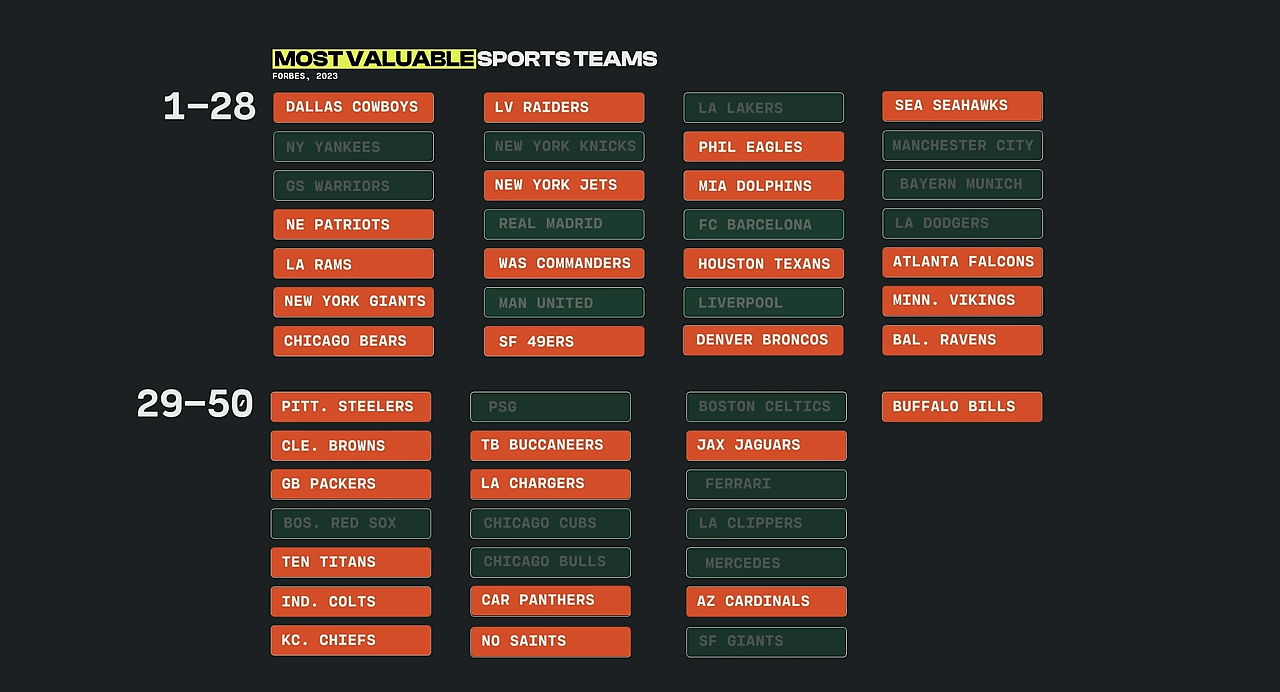 MOST VALUABLE SPORTS TEAMS
FORBES, 2023
1—28
DALLAS COWBOYS
NY YANKEES
GS WARRIORS
NE PATRIOTS
LA RAMS
NEW YORK GIANTS
CHICAGO BEARS
LV RAIDERS
NEW YORK KNICKS
NEW YORK JETS
REAL MADRID
WAS COMMANDERS
MAN UNITED
SF 49ERS
LA LAKERS
PHIL EAGLES
MIA DOLPHINS
FC BARCELONA
HOUSTON TEXANS
LIVERPOOL
DENVER BRONCOS
SEA SEAHAWKS
MANCHESTER CITY
BAYERN MUNICH
LA DODGERS
ATLANTA FALCONS
MINN. VIKINGS
BAL. RAVENS
29—50
PITT. STEELERS
CLE. BROWNS
GB PACKERS
BOS. RED SOX
TEN TITANS
IND. COLTS
KC. CHIEFS
PSG
TB BUCCANEERS
LA CHARGERS
CHICAGO CUBS
CHICAGO BULLS
CAR PANTHERS
NO SAINTS
BOSTON CELTICS
JAX JAGUARS
FERRARI
LA CLIPPERS
MERCEDES
AZ CARDINALS
SF GIANTS
BUFFALO BILLS